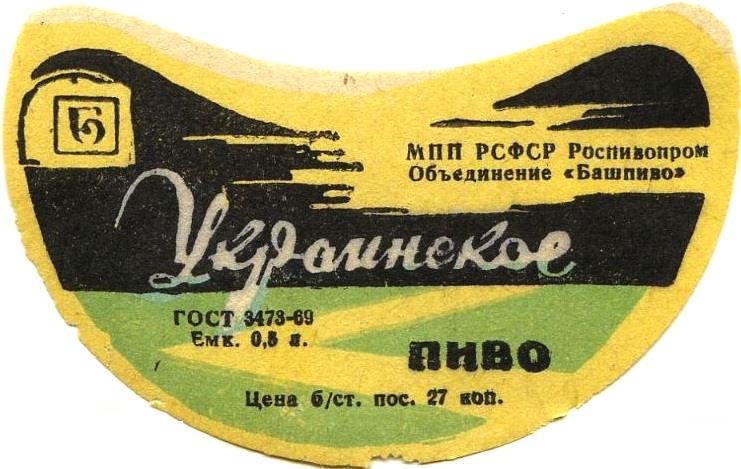 Б
МПП РСФСР Роспивопром
Объединение «Башпиво»
Украинское
ГОСТ 3473-69
Емк. 0,5 л.
ПИВО
Цена б/ст. пос. 27 коп.